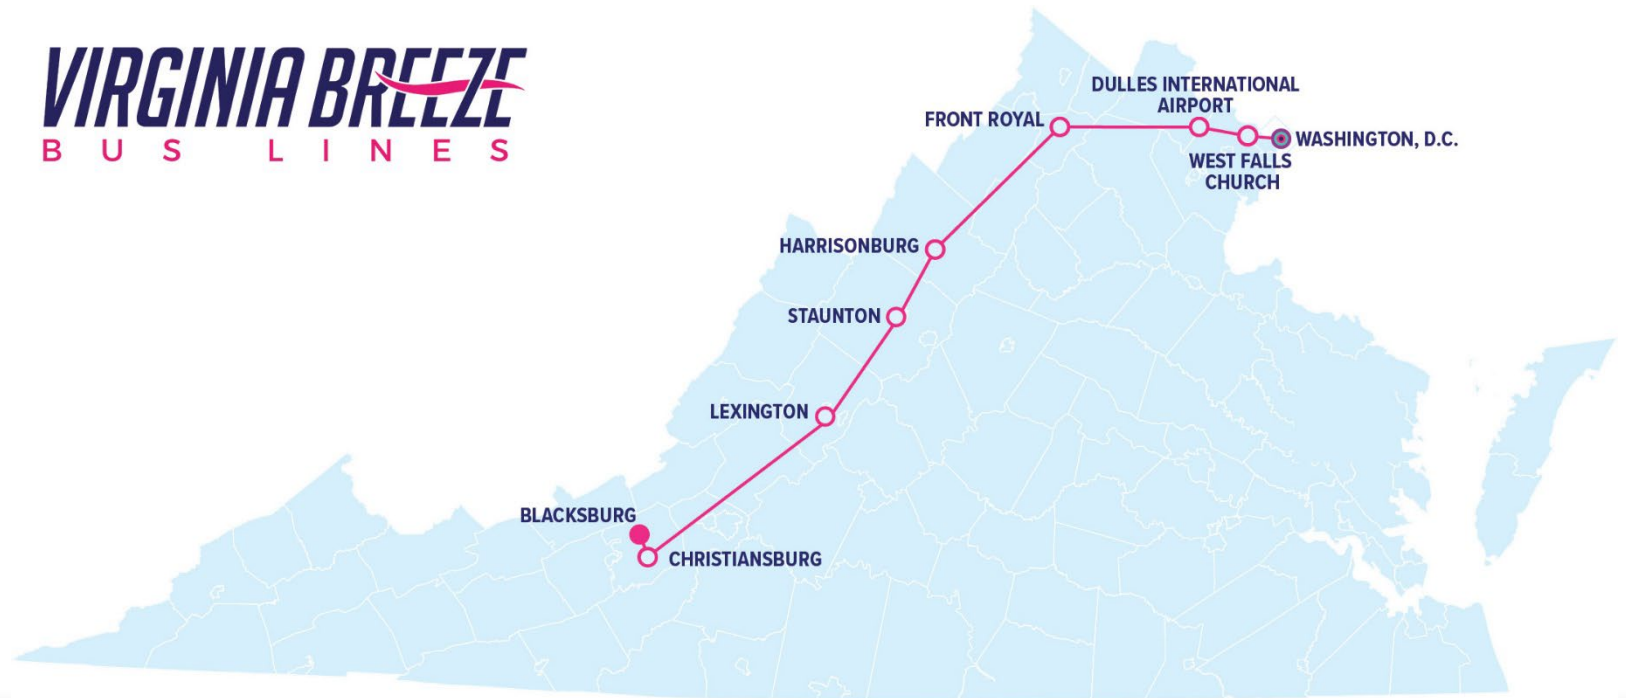 VIRGINIA BREEZE
BUS LINES
DULLES INTERNATIONAL
AIRPORT
FRONT ROYAL
WASHINGTON, D.C.
WEST FALLS
CHURCH
HARRISONBURG
STAUNTON
LEXINGTON
BLACKSBURG
CHRISTIANSBURG